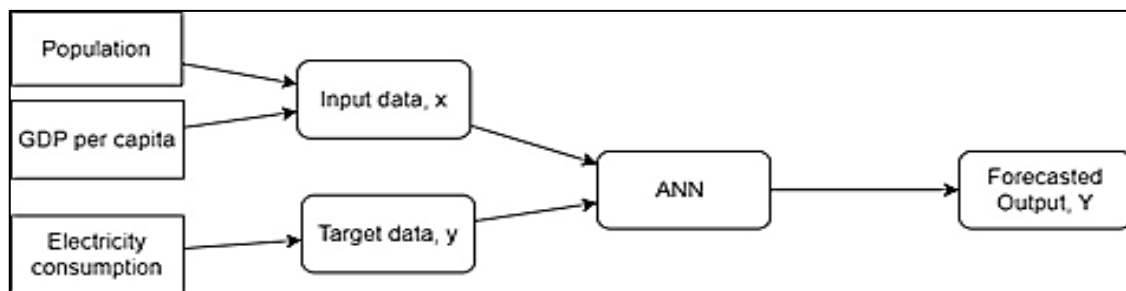 Population
GDP per capita
Electricity
consumption
Input data, x
Target data, y
ANN
Forecasted
Output, Y